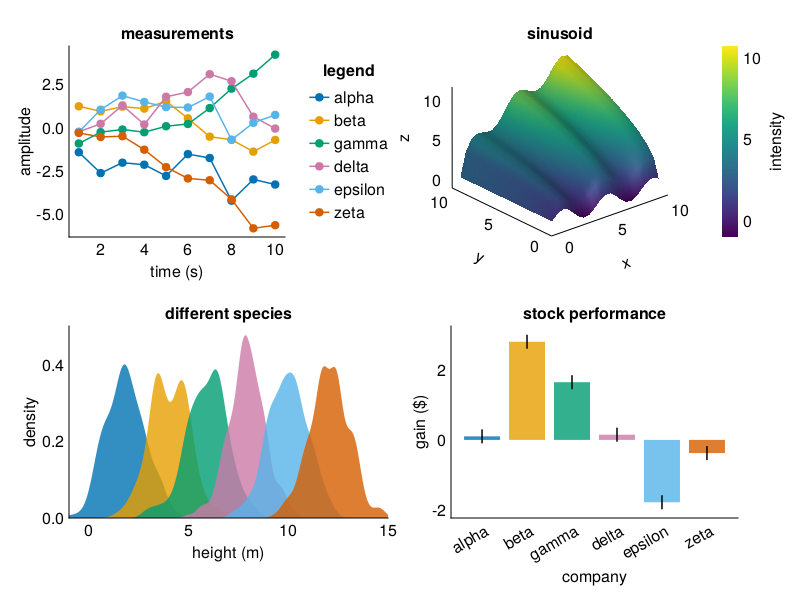 measurements
2.5
0.0
-2.5
-5.0
amplitude
2 4 6 8 10
time (s)
legend
alpha
beta
gamma
delta
epsilon
zeta
sinusoid
10
5
0
z
10
5
0
y
0
5
10
x
10
5
0
intensity
different species
0.4
0.2
0.0
density
0 5 10 15
height (m)
stock performance
2
0
-2
gain ($)
alpha beta gamma delta epsilon zeta
company